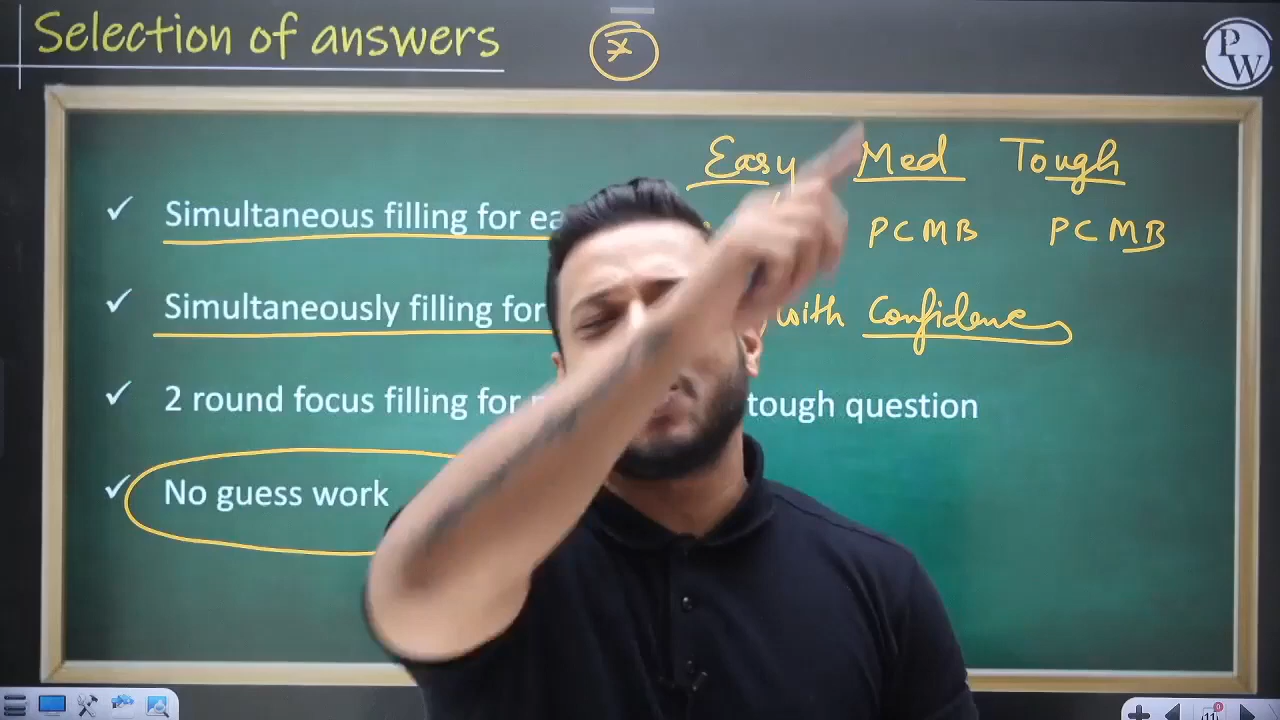 Selection of answers
PW
Easy Med Tough
✓ Simultaneous filling for
PCMB PCMB
✓ Simultaneously filling for
with Confidence
✓ 2 round focus filling for tough question
✓ No guess work